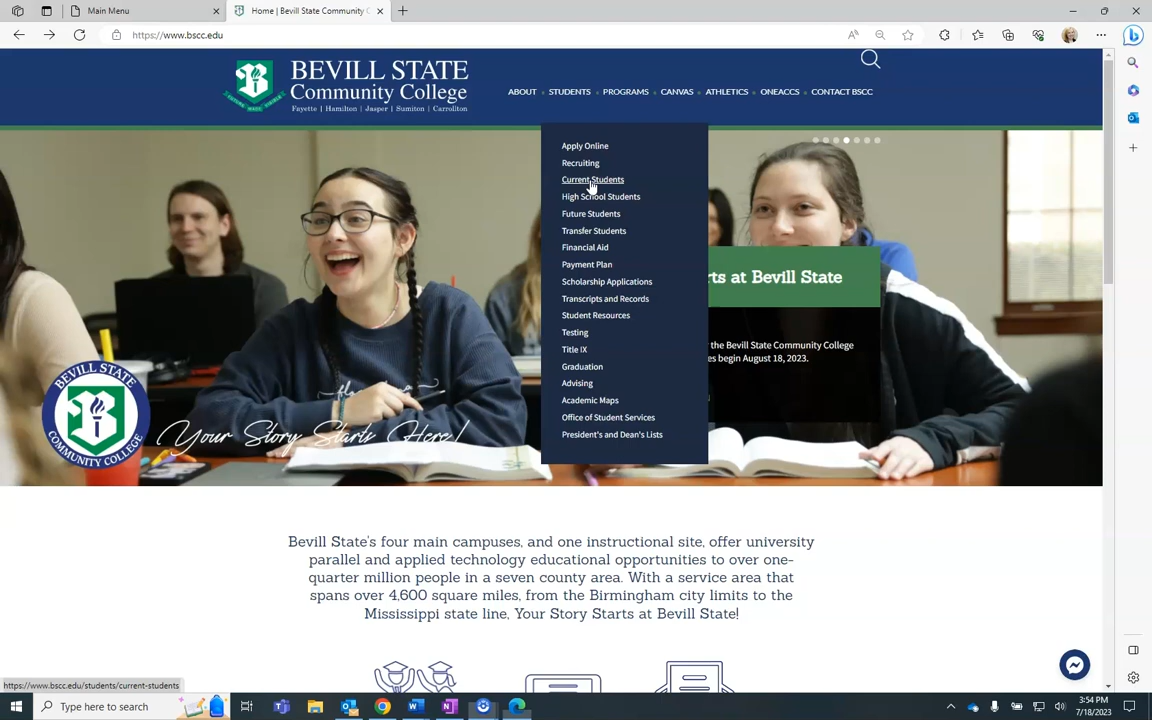 Main Menu
Home | Bevill State Community C
https://www.bscc.edu
BEVILL STATE
Community College
Fayette | Hamilton | Jasper | Sumiton | Carrollton
ABOUT STUDENTS PROGRAMS CANVAS ATHLETICS ONEACCS CONTACT BSCC
Apply Online
Recruiting
Current Students
High School Students
Future Students
Transfer Students
Financial Aid
Payment Plan
Scholarship Applications
Transcripts and Records
Student Resources
Testing
Title IX
Graduation
Advising
Academic Maps
Office of Student Services
President's and Dean's Lists
rts at Bevill State
the Bevill State Community College
es begin August 18, 2023.
BEVILL STATE
COMMUNITY COLLEGE
Your Story Starts Here!
Bevill State's four main campuses, and one instructional site, offer university
parallel and applied technology educational opportunities to over one-
quarter million people in a seven county area. With a service area that
spans over 4,600 square miles, from the Birmingham city limits to the
Mississippi state line, Your Story Starts at Bevill State!
https://www.bscc.edu/students/current-students
Type here to search
3:54 PM
7/18/2023